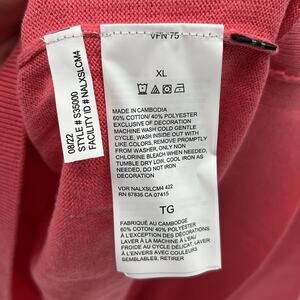 VFN 75
XL
MADE IN CAMBODIA
60% COTTON/ 40% POLYESTER
EXCLUSIVE OF DECORATION
MACHINE WASH COLD GENTLE
CYCLE, WASH INSIDE OUT WITH
LIKE COLORS, REMOVE PROMPTLY
FROM WASHER, ONLY NON
CHLORINE BLEACH WHEN NEEDED,
TUMBLE DRY LOW, COOL IRON AS
NEEDED, DO NOT IRON
DECORATION
VDR NALXSLCM4 422
RN 67835 CA 07415
TG
FABRIQUÉ AU CAMBODGE
60% COTON/ 40% POLYESTER
À L'EXCEPTION DES DÉCORATIONS
LAVER À LA MACHINE À L'EAU
FROIDE AU CYCLE DÉLICAT, LAVER
À L'ENVERS AVEC COULEURS
SEMBLABLES, RETIRER
08/22
STYLE # S35000
FACILITY ID # NALXSLCM4